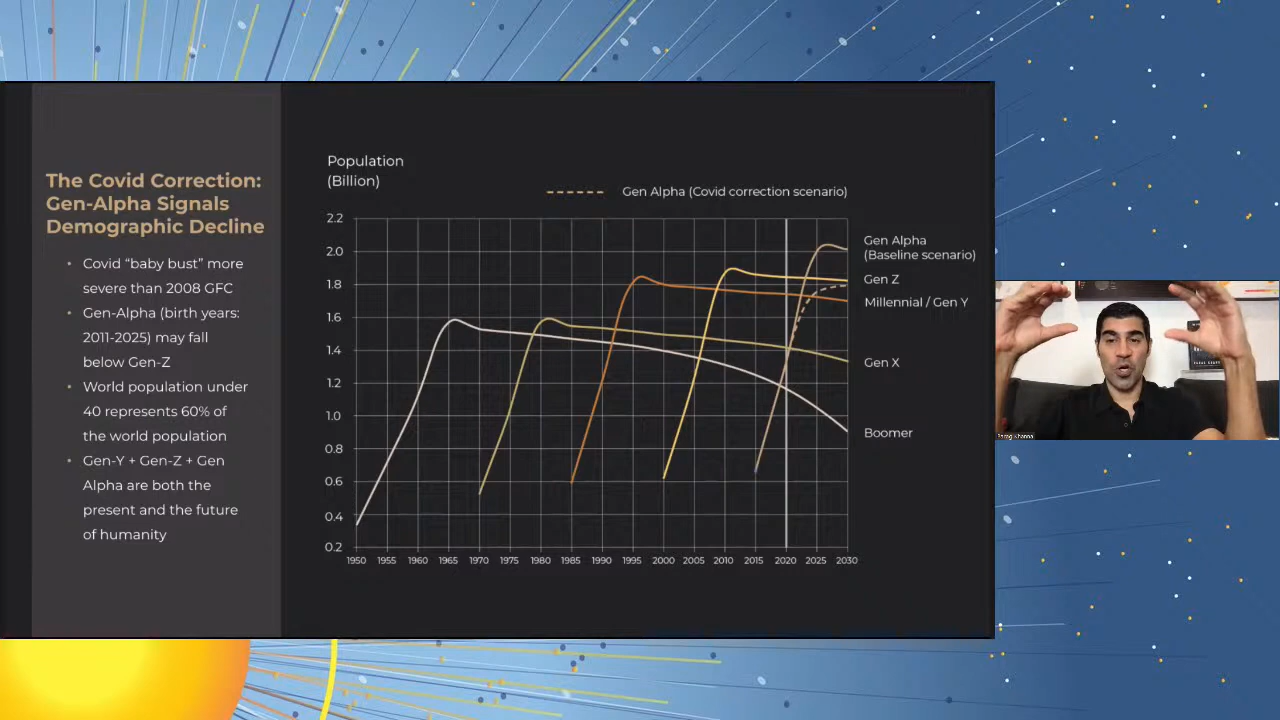 The Covid Correction:
Gen-Alpha Signals
Demographic Decline
• Covid “baby bust” more
severe than 2008 GFC
• Gen-Alpha (birth years:
2011-2025) may fall
below Gen-Z
• World population under
40 represents 60% of
the world population
• Gen-Y + Gen-Z + Gen
Alpha are both the
present and the future
of humanity
Population
(Billion)
Gen Alpha (Covid correction scenario)
2.2
2.0
1.8
1.6
1.4
1.2
1.0
0.8
0.6
0.4
0.2
1950 1955 1960 1965 1970 1975 1980 1985 1990 1995 2000 2005 2010 2015 2020 2025 2030
Gen Alpha
(Baseline scenario)
Gen Z
Millennial / Gen Y
Gen X
Boomer
Parag Khanna